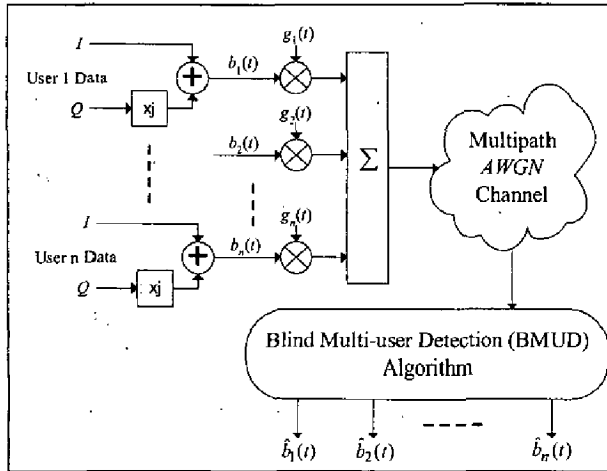 g₁(t)
I
User 1 Data
b₁(t)
+
Q
xj
g₂(t)
b₂(t)
Σ
Multipath
AWGN
Channel
I
gₙ(t)
User n Data
bₙ(t)
+
Q
xj
Blind Multi-user Detection (BMUD)
Algorithm
b̂₁(t) b̂₂(t) b̂ₙ(t)